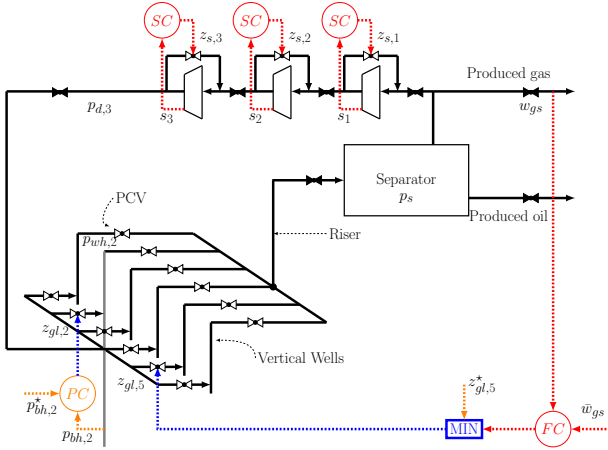 SC
SC
SC
z_{s,3}
z_{s,2}
z_{s,1}
Produced gas
w_{gs}
p_{d,3}
s_3
s_2
s_1
Separator
p_s
Produced oil
PCV
p_{wh,2}
Riser
z_{gl,2}
Vertical Wells
z_{gl,5}
z^⋆_{gl,5}
PC
p^⋆_{bh,2}
p_{bh,2}
MIN
FC
w̄_{gs}